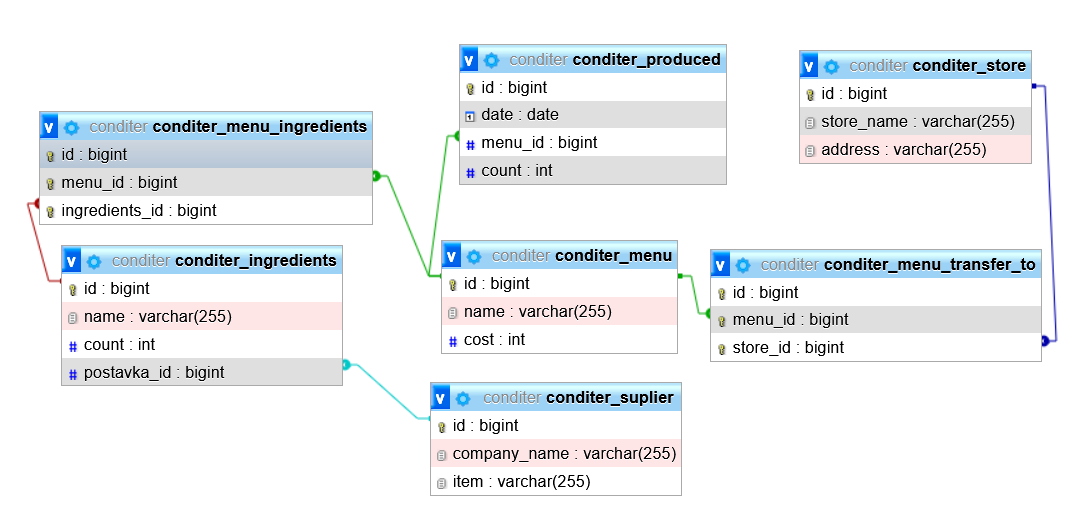 v conditer conditer_produced
id : bigint
date : date
menu_id : bigint
count : int
v conditer conditer_store
id : bigint
store_name : varchar(255)
address : varchar(255)
v conditer conditer_menu_ingredients
id : bigint
menu_id : bigint
ingredients_id : bigint
v conditer conditer_ingredients
id : bigint
name : varchar(255)
count : int
postavka_id : bigint
v conditer conditer_menu
id : bigint
name : varchar(255)
cost : int
v conditer conditer_menu_transfer_to
id : bigint
menu_id : bigint
store_id : bigint
v conditer conditer_suplier
id : bigint
company_name : varchar(255)
item : varchar(255)